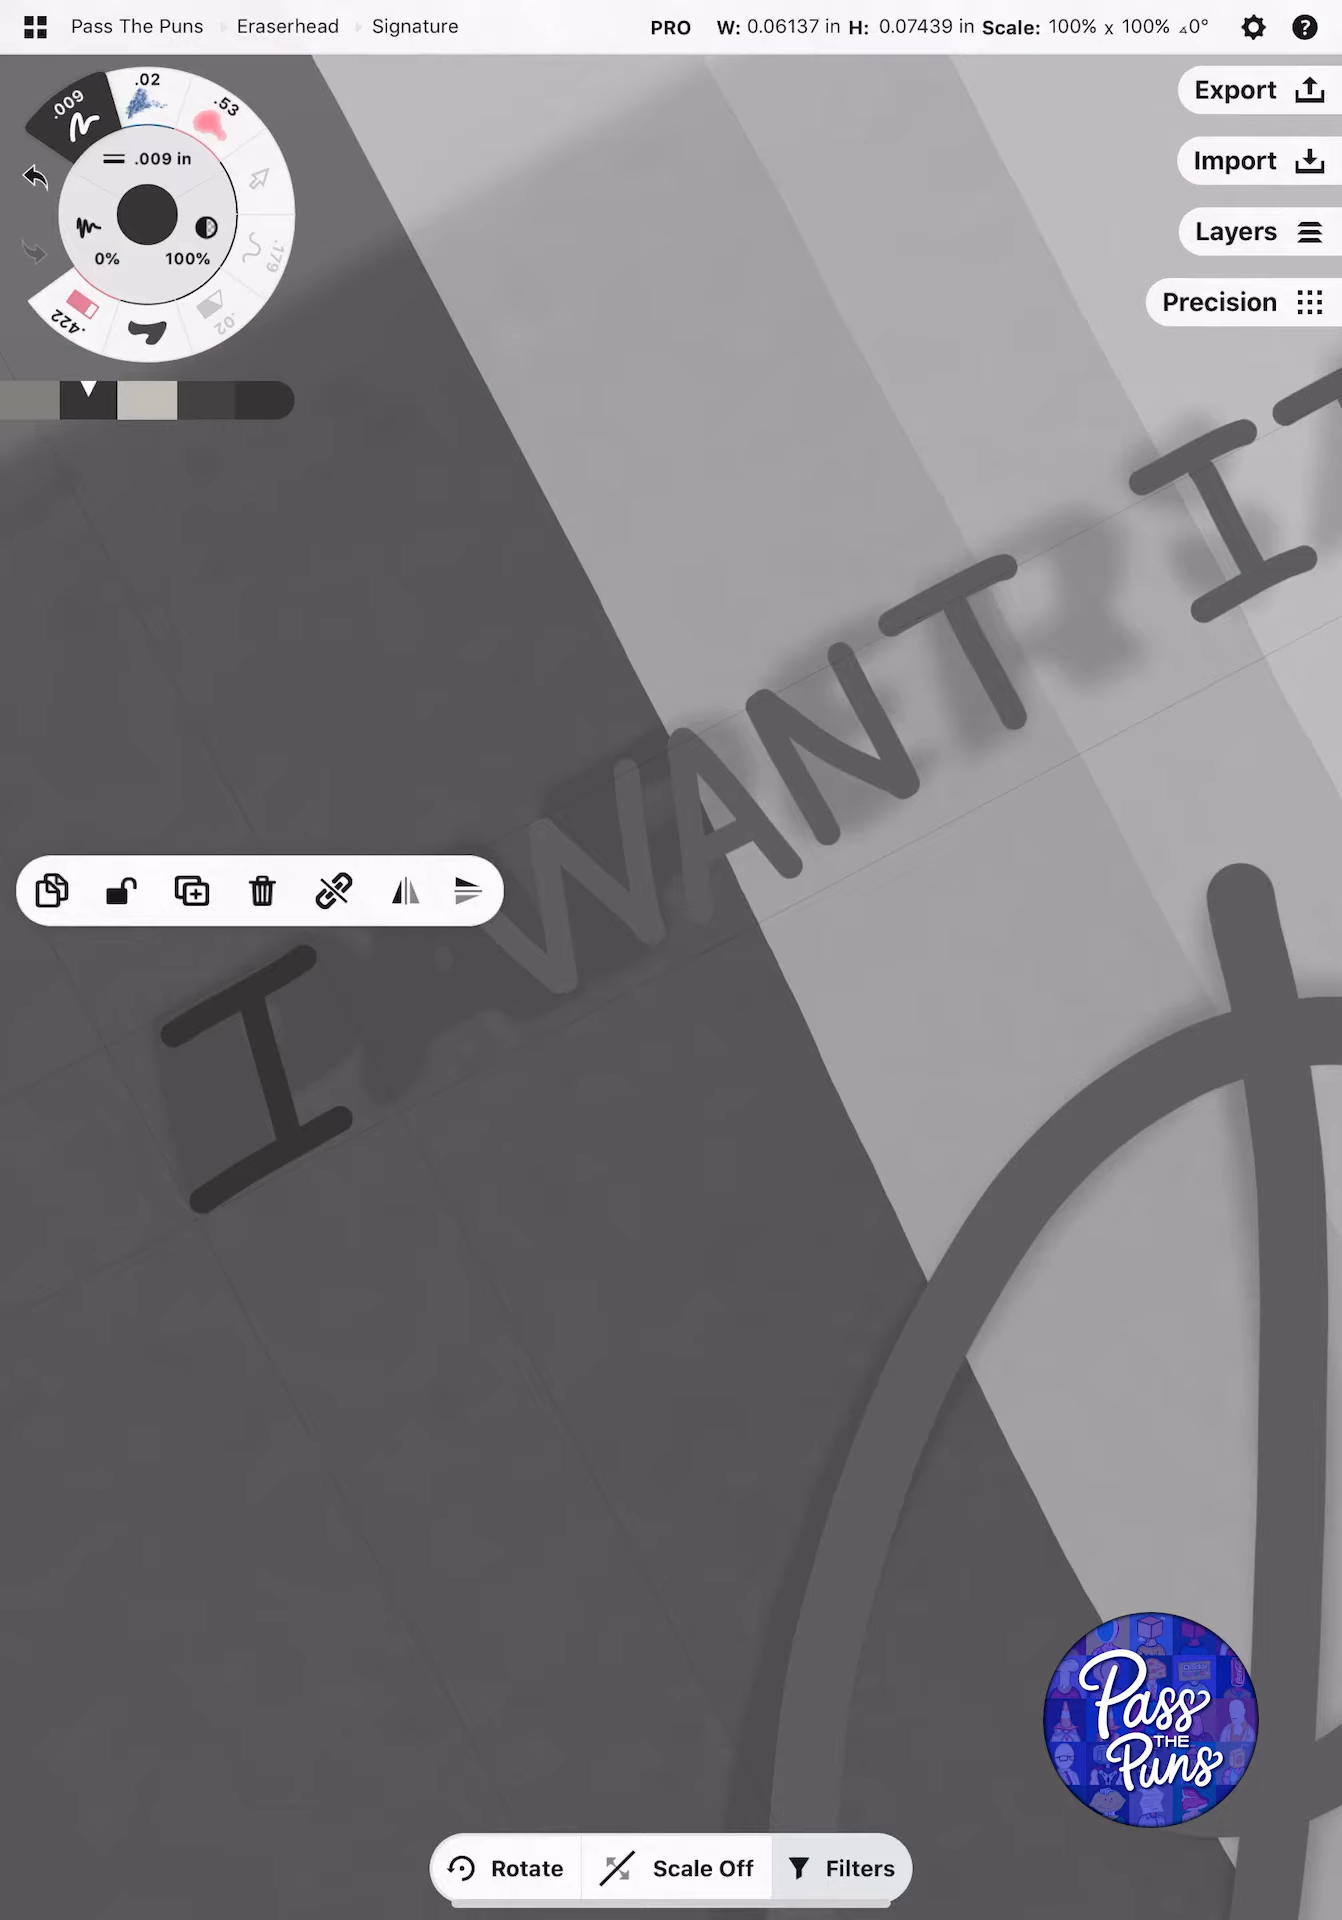 Pass The Puns Eraserhead Signature PRO W: 0.06137 in H: 0.07439 in Scale: 100% x 100% ⊿0° ?
.009 .02 .53
.009 in
0% 100%
.179
.02
.422
Export
Import
Layers
Precision
I WANT I
Pass
THE
Puns
Rotate Scale Off Filters